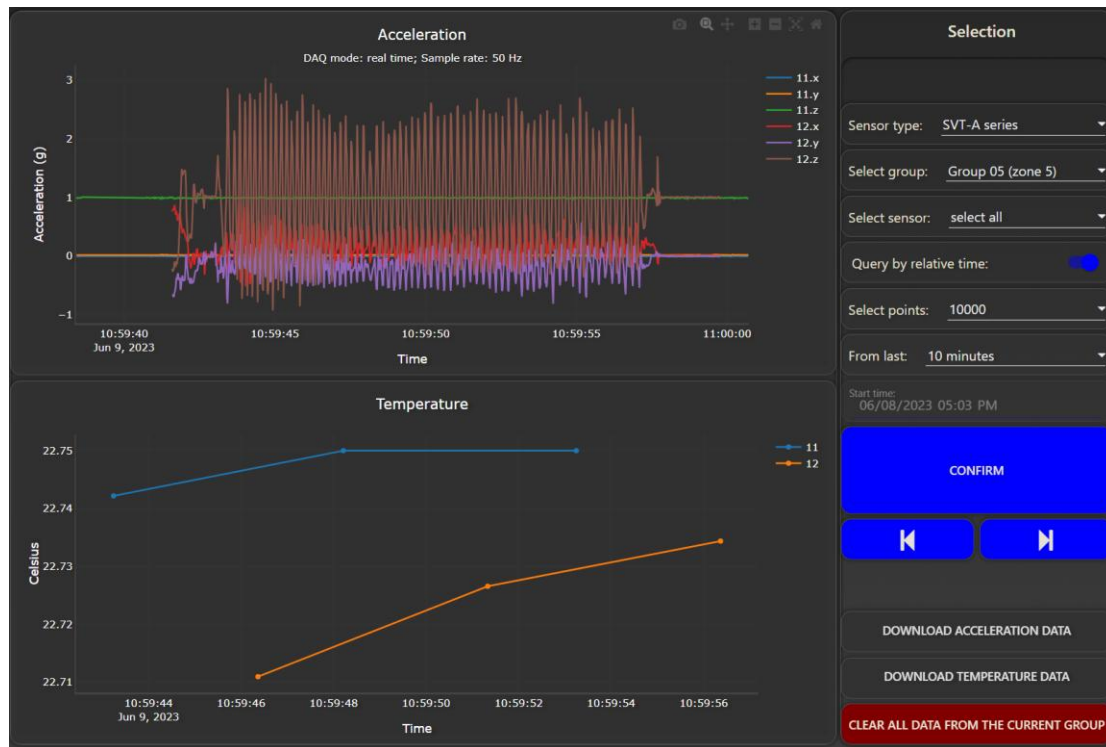 Acceleration
DAQ mode: real time; Sample rate: 50 Hz
Acceleration (g)
3
2
1
0
−1
10:59:40
Jun 9, 2023
10:59:45
10:59:50
10:59:55
11:00:00
Time
11.x
11.y
11.z
12.x
12.y
12.z
Temperature
Celsius
22.75
22.74
22.73
22.72
22.71
10:59:44
Jun 9, 2023
10:59:46
10:59:48
10:59:50
10:59:52
10:59:54
10:59:56
Time
11
12
Selection
Sensor type: SVT-A series
Select group: Group 05 (zone 5)
Select sensor: select all
Query by relative time:
Select points: 10000
From last: 10 minutes
Start time:
06/08/2023 05:03 PM
CONFIRM
DOWNLOAD ACCELERATION DATA
DOWNLOAD TEMPERATURE DATA
CLEAR ALL DATA FROM THE CURRENT GROUP